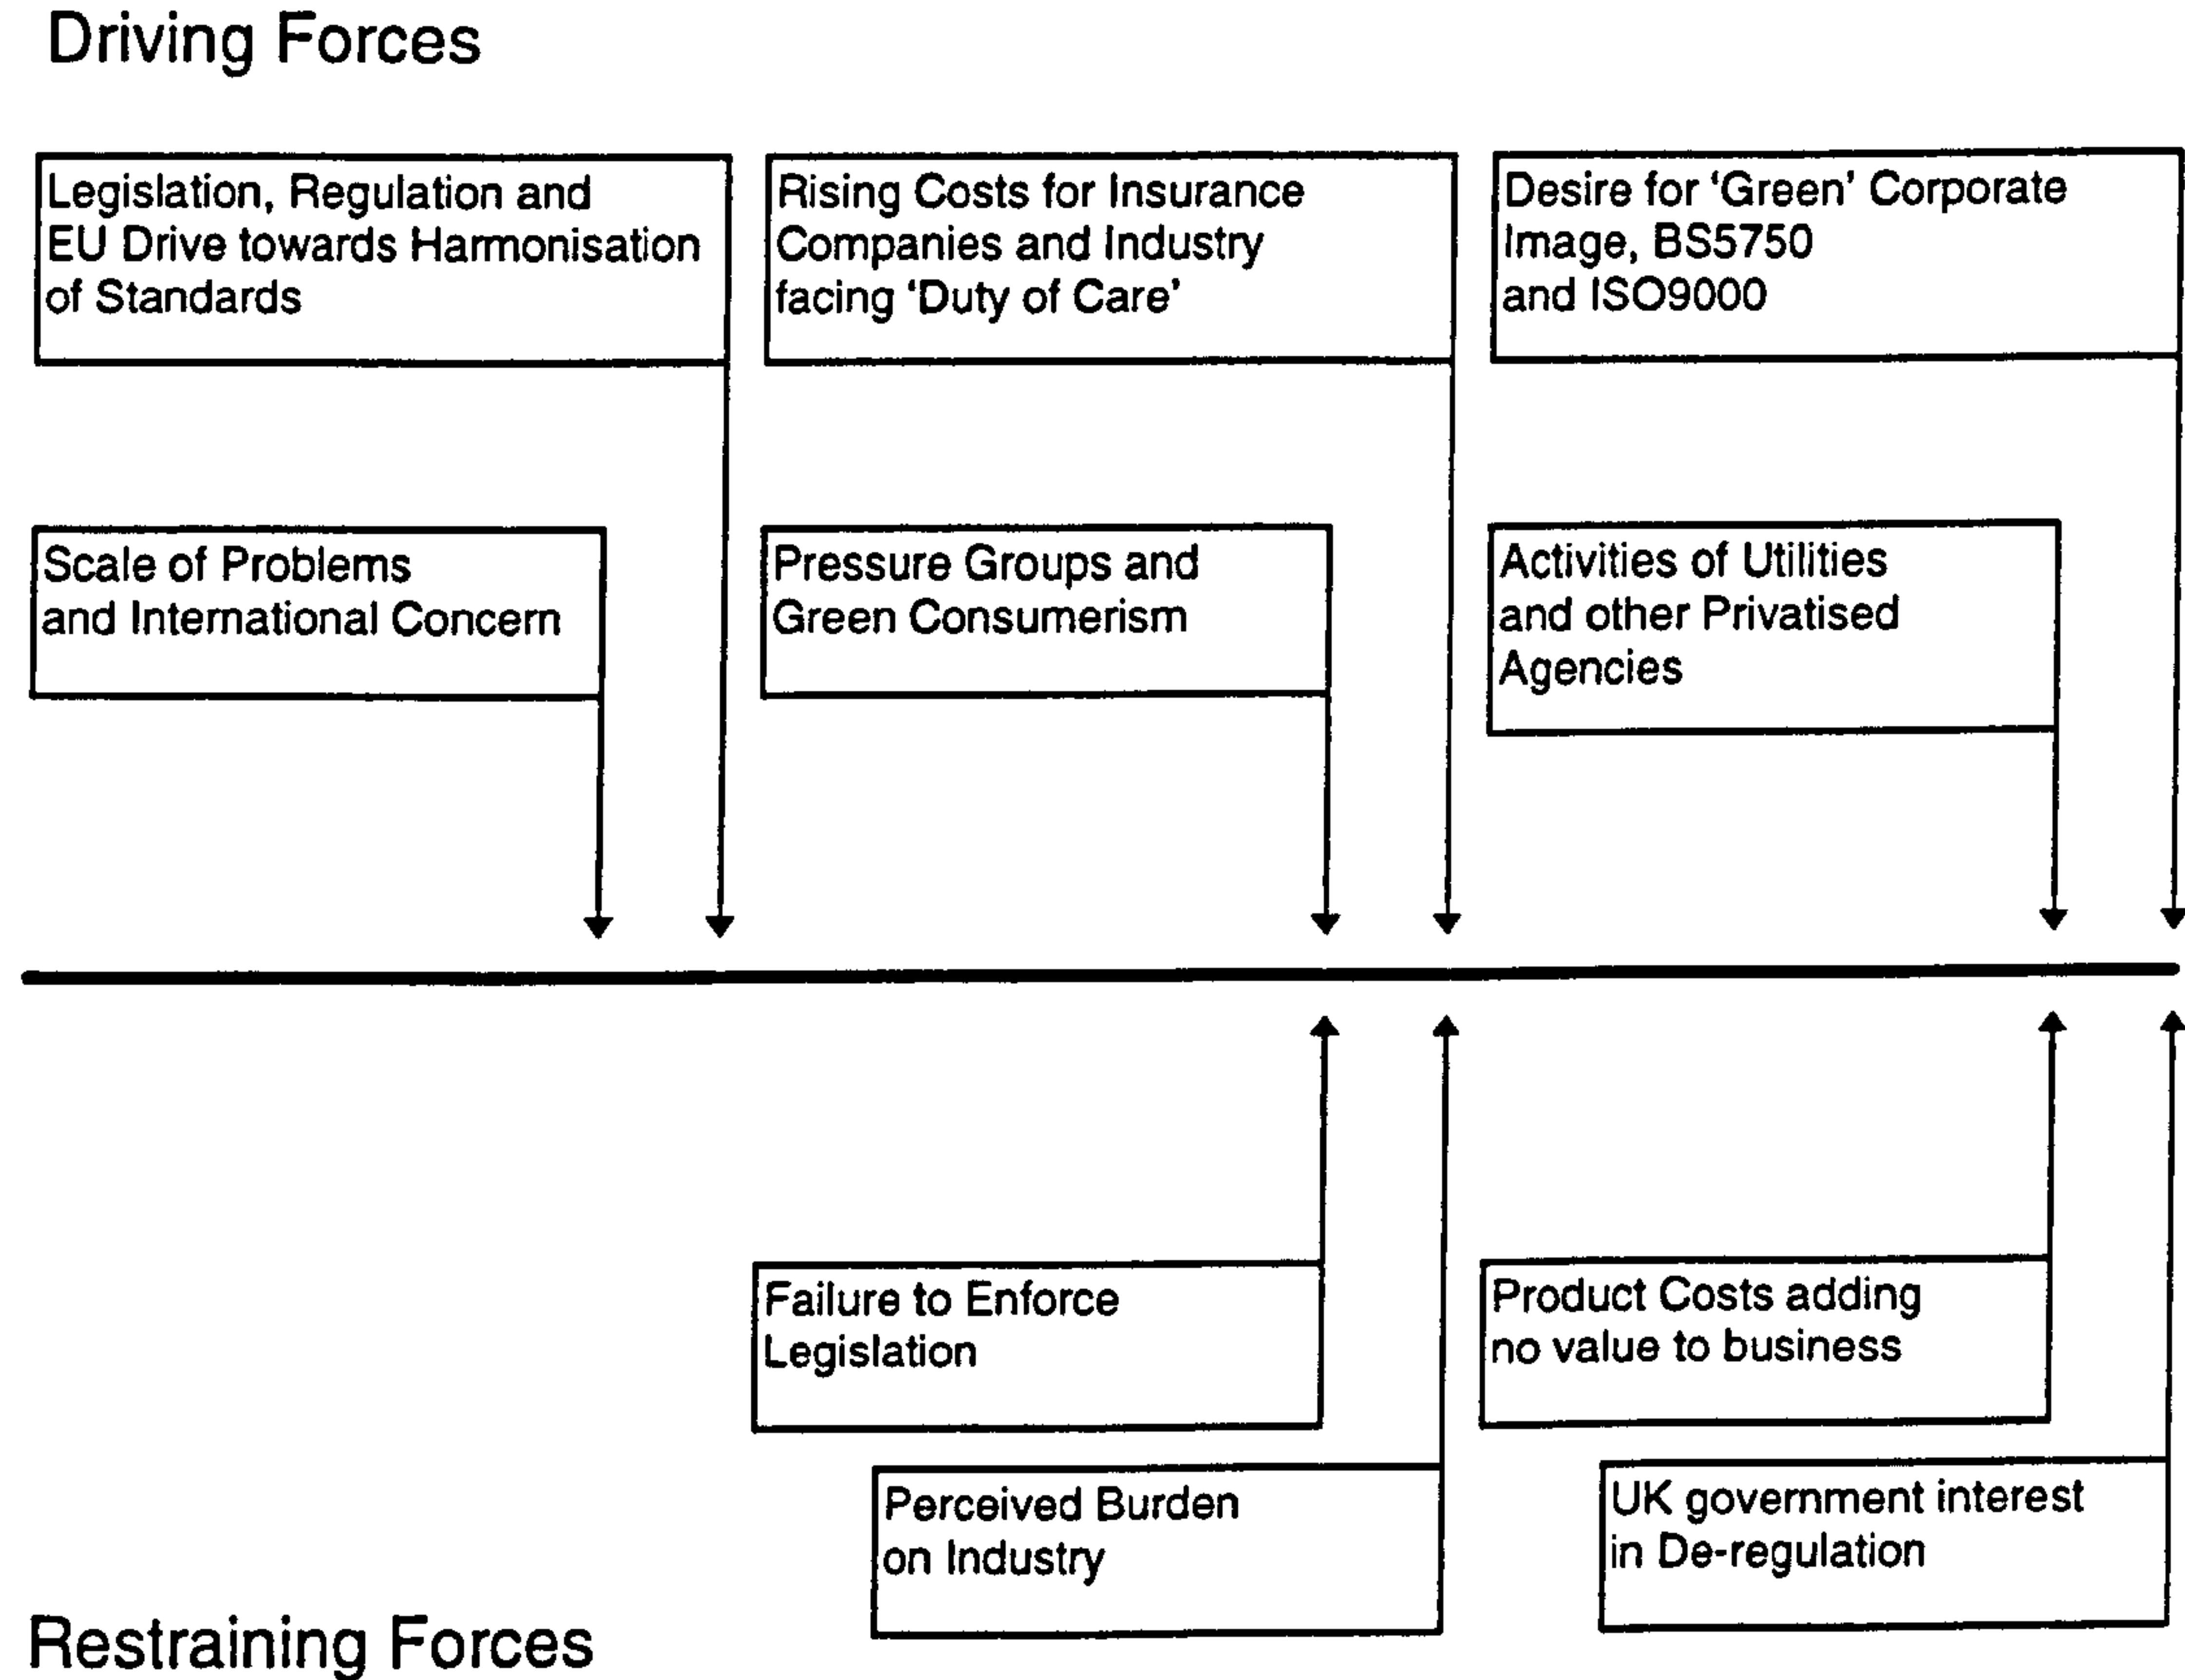 Driving Forces
Legislation, Regulation and
EU Drive towards Harmonisation
of Standards
Rising Costs for Insurance
Companies and Industry
facing ‘Duty of Care’
Desire for ‘Green’ Corporate
Image, BS5750
and ISO9000
Scale of Problems
and International Concern
Pressure Groups and
Green Consumerism
Activities of Utilities
and other Privatised
Agencies
Failure to Enforce
Legislation
Product Costs adding
no value to business
Perceived Burden
on Industry
UK government interest
in De-regulation
Restraining Forces